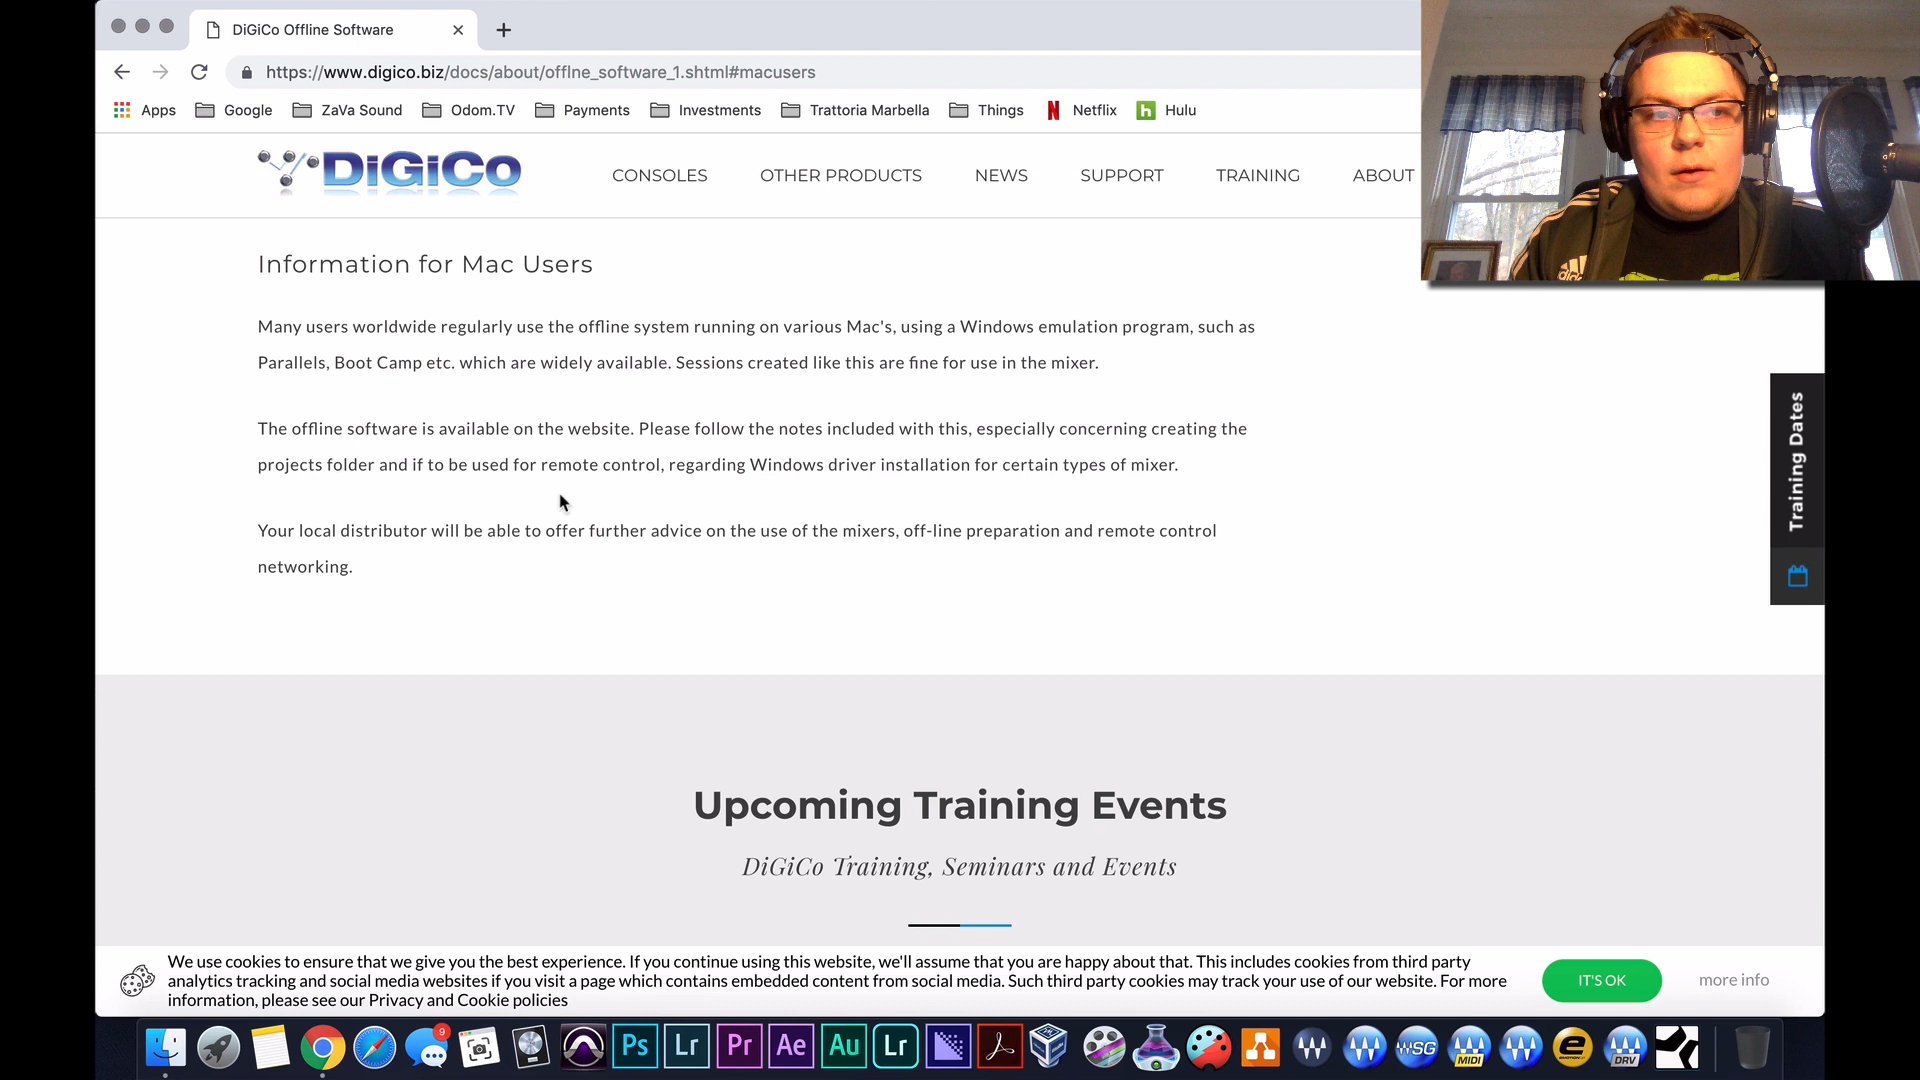 DiGiCo Offline Software
https://www.digico.biz/docs/about/offlne_software_1.shtml#macusers
Apps Google ZaVa Sound Odom.TV Payments Investments Trattoria Marbella Things Netflix Hulu
DiGiCo CONSOLES OTHER PRODUCTS NEWS SUPPORT TRAINING ABOUT
Information for Mac Users
Many users worldwide regularly use the offline system running on various Mac's, using a Windows emulation program, such as
Parallels, Boot Camp etc. which are widely available. Sessions created like this are fine for use in the mixer.
The offline software is available on the website. Please follow the notes included with this, especially concerning creating the
projects folder and if to be used for remote control, regarding Windows driver installation for certain types of mixer.
Your local distributor will be able to offer further advice on the use of the mixers, off-line preparation and remote control
networking.
Training Dates
Upcoming Training Events
DiGiCo Training, Seminars and Events
We use cookies to ensure that we give you the best experience. If you continue using this website, we'll assume that you are happy about that. This includes cookies from third party
analytics tracking and social media websites if you visit a page which contains embedded content from social media. Such third party cookies may track your use of our website. For more
information, please see our Privacy and Cookie policies
IT'S OK
more info
9
Ps Lr Pr Ae Au Lr W W WSG MIDI W e DRV